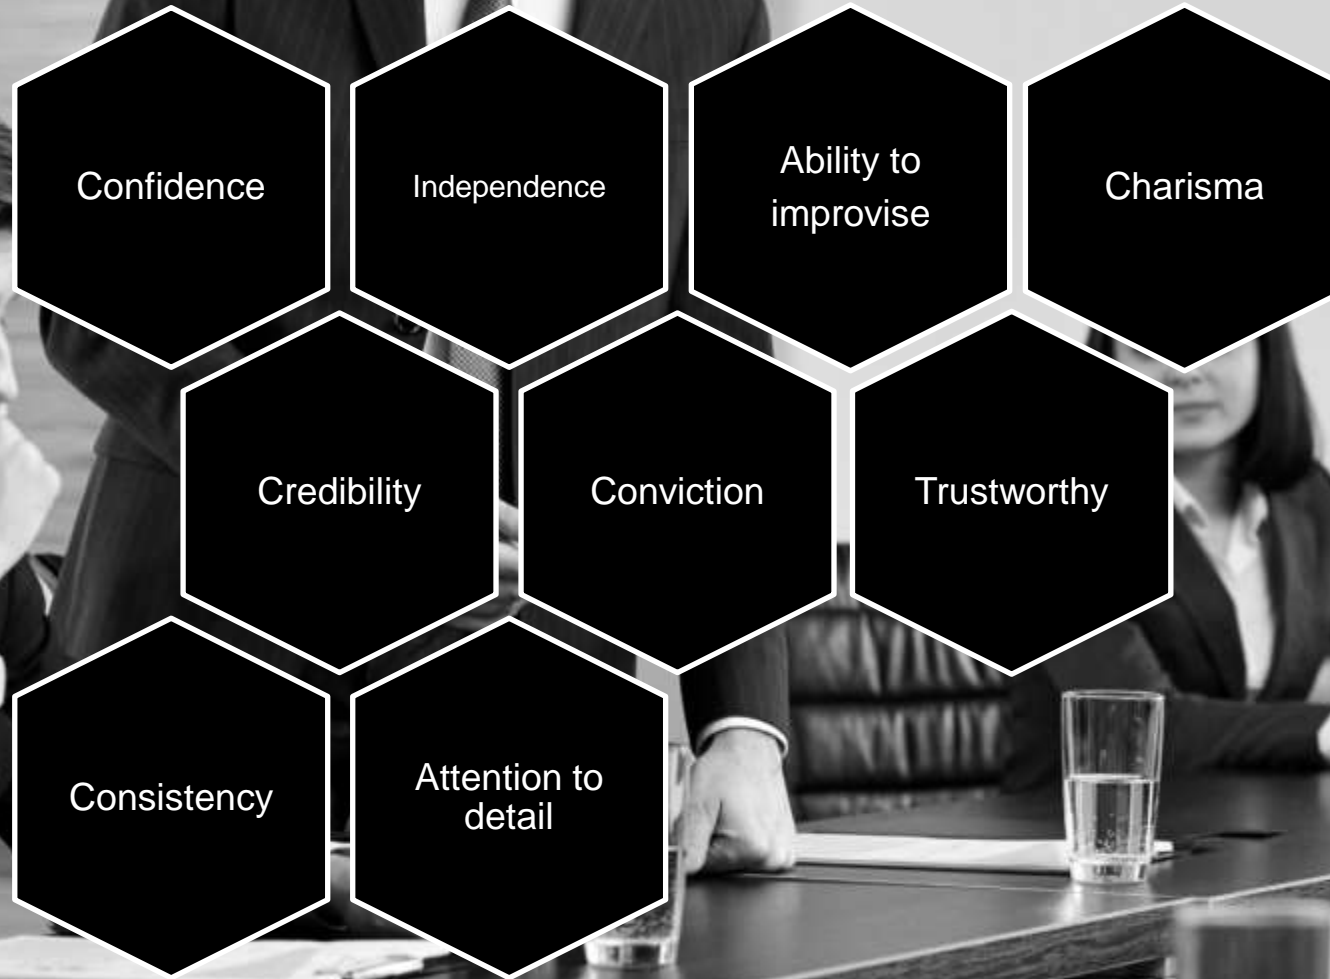 Confidence
Independence
Ability to
improvise
Charisma
Credibility
Conviction
Trustworthy
Consistency
Attention to
detail